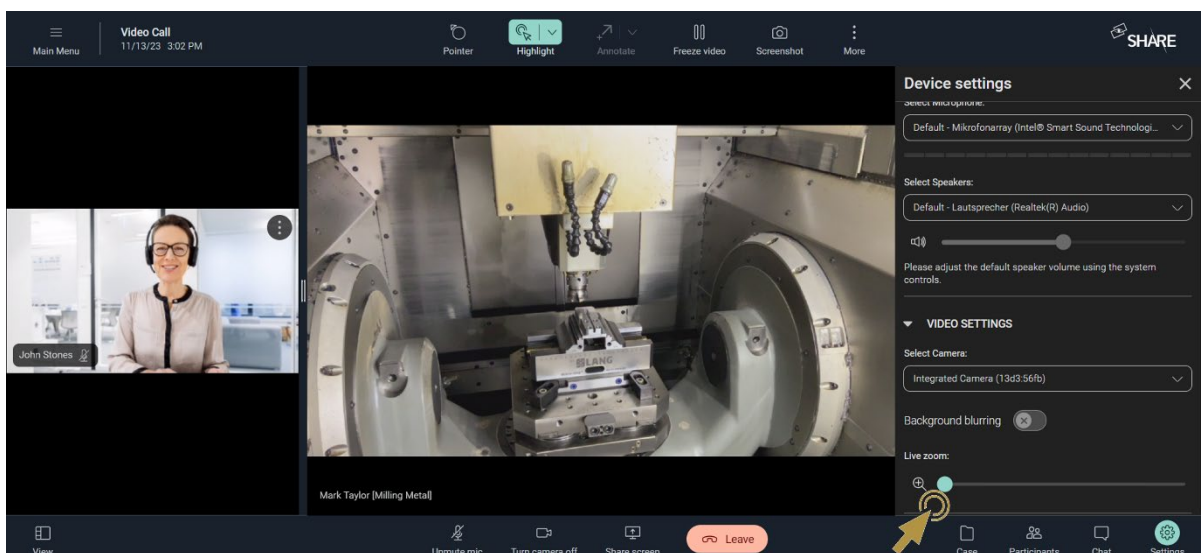 Main Menu
Video Call
11/13/23 3:02 PM
Pointer
Highlight
Annotate
Freeze video
Screenshot
More
SHARE
Device settings
Select Microphone:
Default - Mikrofonarray (Intel® Smart Sound Technologi...
Select Speakers:
Default - Lautsprecher (Realtek(R) Audio)
Please adjust the default speaker volume using the system
controls.
VIDEO SETTINGS
Select Camera:
Integrated Camera (13d3:56fb)
Background blurring
Live zoom:
John Stones
LANG
Mark Taylor [Milling Metal]
View
Unmute mic
Turn camera off
Share screen
Leave
Case
Participants
Chat
Settings